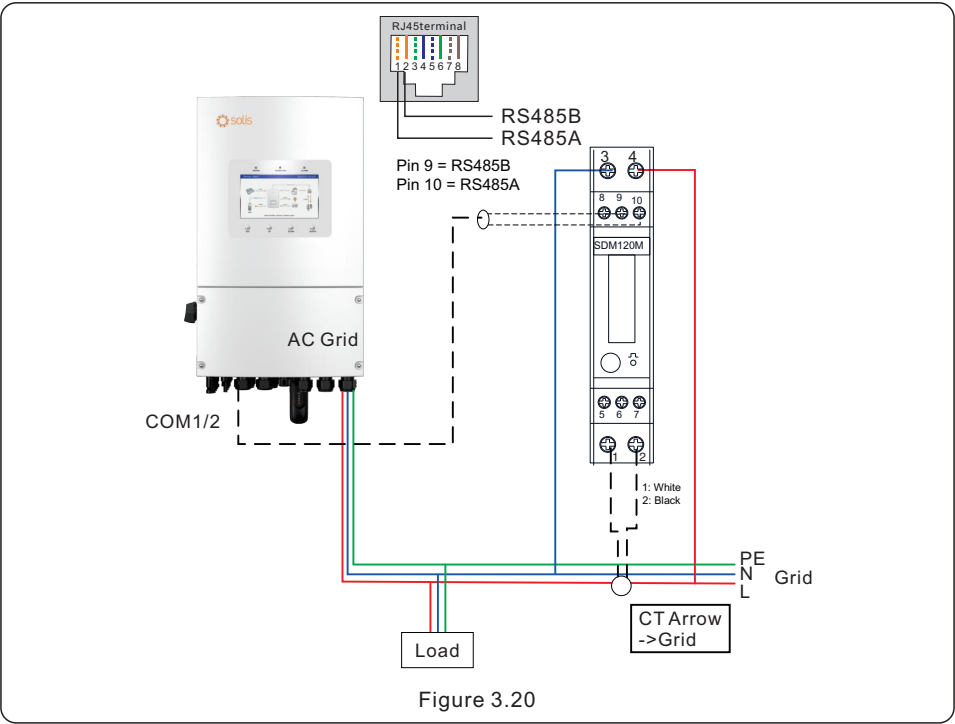 RJ45terminal
1 2 3 4 5 6 7 8
RS485B
RS485A
solis
Pin 9 = RS485B
Pin 10 = RS485A
3 4
8 9 10
SDM120M
AC Grid
COM1/2
5 6 7
1 2
1: White
2: Black
PE
N
Grid
L
CT Arrow
->Grid
Load
Figure 3.20